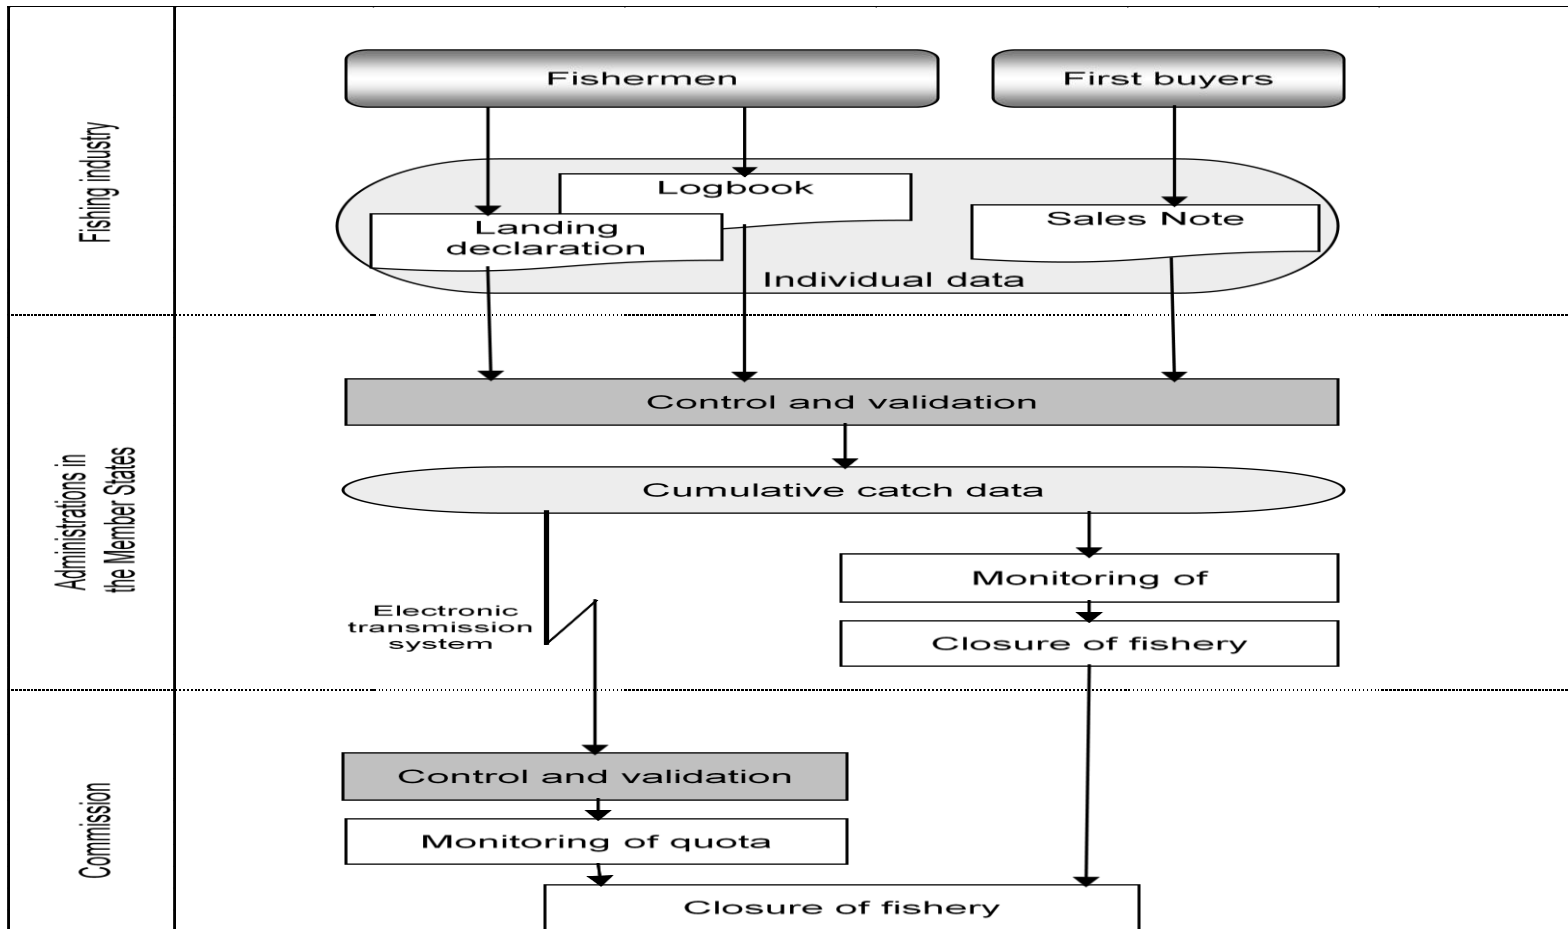 Fishing industry
Fishermen
First buyers
Logbook
Landing
declaration
Sales Note
Individual data
Administrations in
the Member States
Control and validation
Cumulative catch data
Monitoring of
Electronic
transmission
system
Closure of fishery
Commission
Control and validation
Monitoring of quota
Closure of fishery